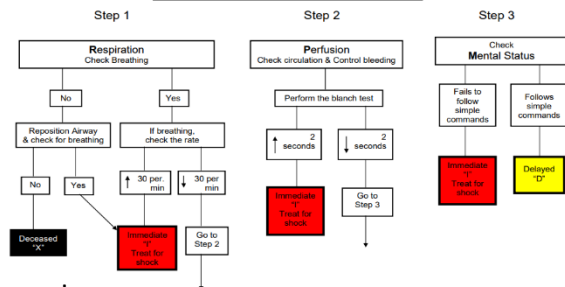 Step 1
Respiration
Check Breathing
No
Yes
Reposition Airway
& check for breathing
If breathing,
check the rate
No
Yes
↑ 30 per.
min
↓ 30 per
min
Deceased
"X"
Immediate
"I"
Treat for
shock
Go to
Step 2
Step 2
Perfusion
Check circulation & Control bleeding
Perform the blanch test
↑ 2
seconds
↓ 2
seconds
Immediate
"I"
Treat for
shock
Go to
Step 3
Step 3
Check
Mental Status
Fails to
follow
simple
commands
Follows
simple
commands
Immediate
"I"
Treat for
shock
Delayed
"D"